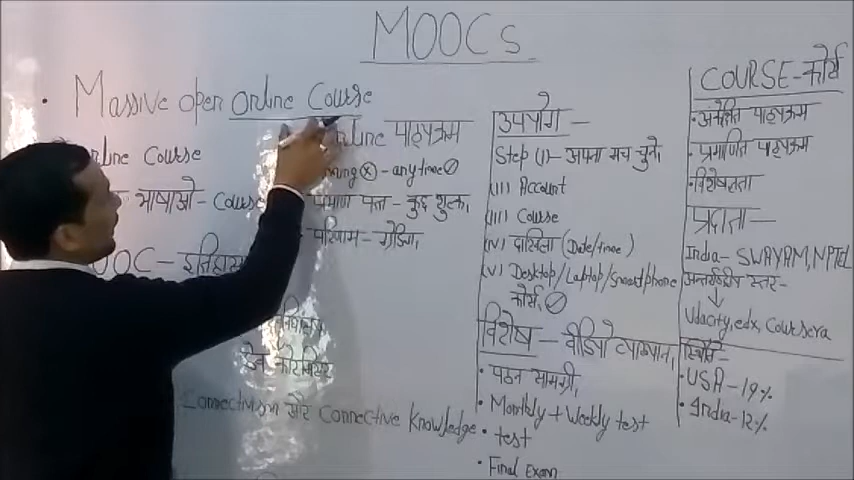 MOOCs
• Massive open online Course
online पाठ्यक्रम
online Course
timing ⓧ - any time
भाषाओ - Course
प्रमाण पत्र - कुछ शुल्क,
परिणाम - ग्रेडिंग,
OC - इतिहास
डेव कोरमियर
Connectivism और Connective Knowledge
उपयोग -
Step (I) - अपना मंच चुने,
(II) Account
(III) Course
(IV) दाखिला (Date/time)
(V) Desktop/Laptop/Smartphone
कोर्स,
विशेष - वीडियो व्याख्यान,
• पठन सामग्री,
• Monthly + Weekly test
• test
• Final Exam
COURSE - कोर्स
• प्रमाणित पाठ्यक्रम
• विशेषज्ञता
प्रदाता -
India - SWAYAM, NPTEL
अन्तर्राष्ट्रीय स्तर -
Udacity, edx, Coursera
स्थिति -
• USA - 19%
• India - 12%